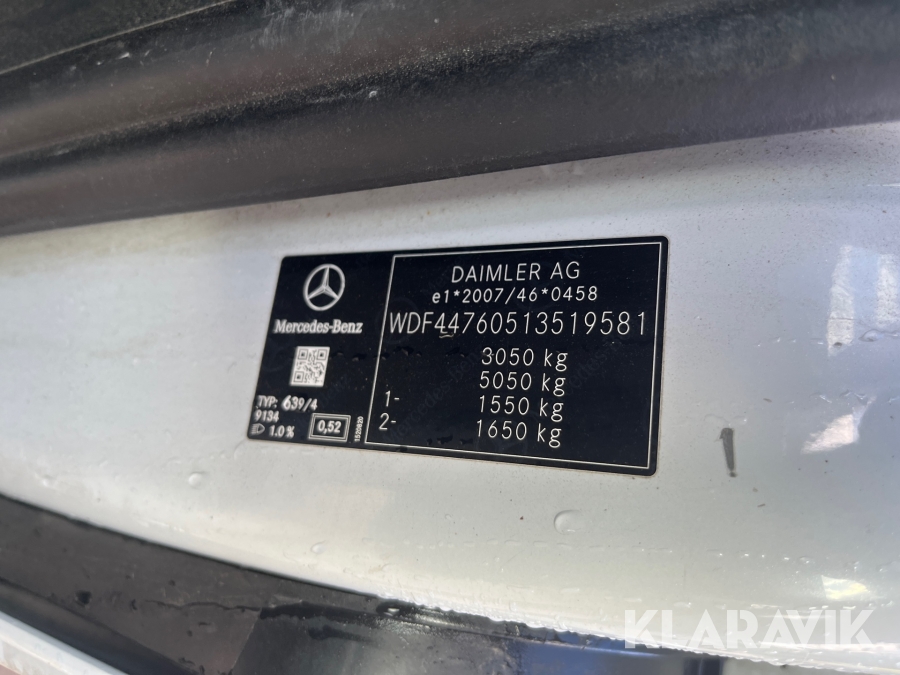 Mercedes-Benz
TYP: 639/4
9134
1.0 %
0,52
1520820
DAIMLER AG
e1*2007/46*0458
WDF44760513519581
3050 kg
5050 kg
1- 1550 kg
2- 1650 kg
KLARAVIK